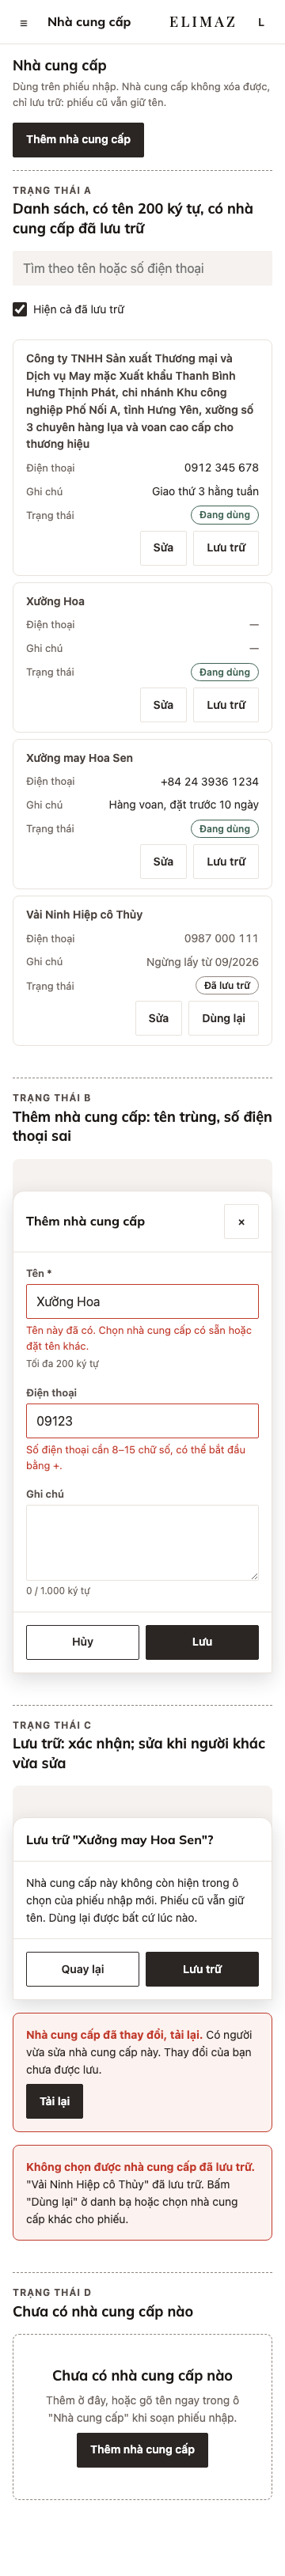 ≡ Nhà cung cấp ELIMAZ L
Nhà cung cấp
Dùng trên phiếu nhập. Nhà cung cấp không xóa được,
chỉ lưu trữ: phiếu cũ vẫn giữ tên.
Thêm nhà cung cấp
TRẠNG THÁI A
Danh sách, có tên 200 ký tự, có nhà
cung cấp đã lưu trữ
Tìm theo tên hoặc số điện thoại
Hiện cả đã lưu trữ
Công ty TNHH Sản xuất Thương mại và
Dịch vụ May mặc Xuất khẩu Thanh Bình
Hưng Thịnh Phát, chi nhánh Khu công
nghiệp Phố Nối A, tỉnh Hưng Yên, xưởng số
3 chuyên hàng lụa và voan cao cấp cho
thương hiệu
Điện thoại 0912 345 678
Ghi chú Giao thứ 3 hằng tuần
Trạng thái Đang dùng
Sửa Lưu trữ
Xưởng Hoa
Điện thoại —
Ghi chú —
Trạng thái Đang dùng
Sửa Lưu trữ
Xưởng may Hoa Sen
Điện thoại +84 24 3936 1234
Ghi chú Hàng voan, đặt trước 10 ngày
Trạng thái Đang dùng
Sửa Lưu trữ
Vải Ninh Hiệp cô Thủy
Điện thoại 0987 000 111
Ghi chú Ngừng lấy từ 09/2026
Trạng thái Đã lưu trữ
Sửa Dùng lại
TRẠNG THÁI B
Thêm nhà cung cấp: tên trùng, số điện
thoại sai
Thêm nhà cung cấp ×
Tên *
Xưởng Hoa
Tên này đã có. Chọn nhà cung cấp có sẵn hoặc
đặt tên khác.
Tối đa 200 ký tự
Điện thoại
09123
Số điện thoại cần 8–15 chữ số, có thể bắt đầu
bằng +.
Ghi chú
0 / 1.000 ký tự
Hủy Lưu
TRẠNG THÁI C
Lưu trữ: xác nhận; sửa khi người khác
vừa sửa
Lưu trữ "Xưởng may Hoa Sen"?
Nhà cung cấp này không còn hiện trong ô
chọn của phiếu nhập mới. Phiếu cũ vẫn giữ
tên. Dùng lại được bất cứ lúc nào.
Quay lại Lưu trữ
Nhà cung cấp đã thay đổi, tải lại. Có người
vừa sửa nhà cung cấp này. Thay đổi của bạn
chưa được lưu.
Tải lại
Không chọn được nhà cung cấp đã lưu trữ.
"Vải Ninh Hiệp cô Thủy" đã lưu trữ. Bấm
"Dùng lại" ở danh bạ hoặc chọn nhà cung
cấp khác cho phiếu.
TRẠNG THÁI D
Chưa có nhà cung cấp nào
Chưa có nhà cung cấp nào
Thêm ở đây, hoặc gõ tên ngay trong ô
"Nhà cung cấp" khi soạn phiếu nhập.
Thêm nhà cung cấp